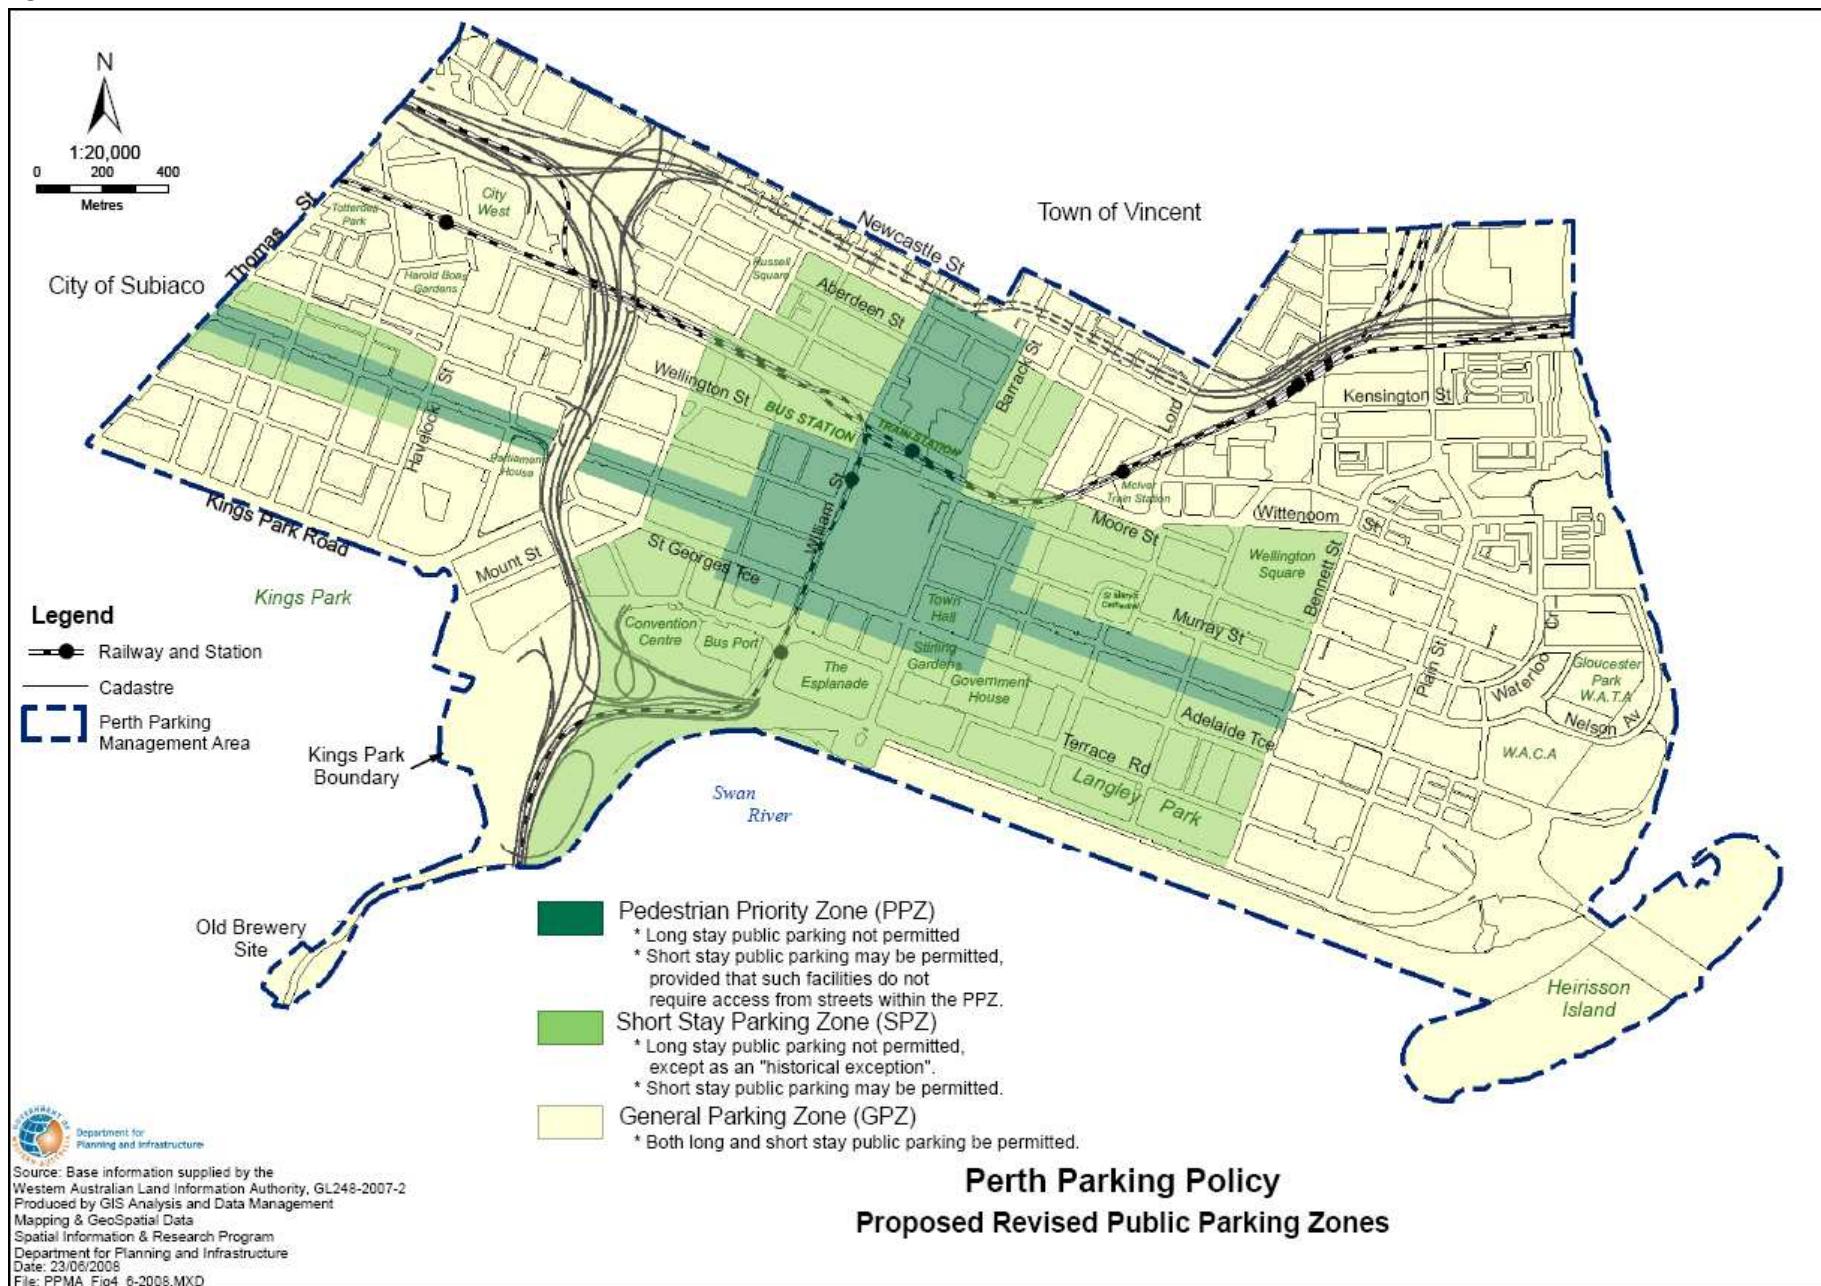 N
1:20,000
0 200 400
Metres
Thomas St
City of Subiaco
Town of Vincent
Newcastle St
City
West
Harold Boas
Gardens
Russell
Square
Aberdeen St
Wellington St
BUS STATION
TRAIN STATION
Barrack St
Lord
Kensington St
Havelock St
Parliament
House
McIver
Train Station
Wittenoom St
Moore St
William St
Kings Park Road
Mount St
St Georges Tce
Wellington
Square
Bennett St
Kings Park
Convention
Centre
Bus Port
Town
Hall
St Mary's
Cathedral
Murray St
Stirling
Gardens
The
Esplanade
Government
House
Plain St
Waterloo Cr
Gloucester
Park
W.A.T.A
Nelson Av
Adelaide Tce
W.A.C.A
Terrace Rd
Langley Park
Legend
Railway and Station
Cadastre
Perth Parking
Management Area
Kings Park
Boundary
Swan
River
Old Brewery
Site
Heirisson
Island
Pedestrian Priority Zone (PPZ)
* Long stay public parking not permitted
* Short stay public parking may be permitted,
provided that such facilities do not
require access from streets within the PPZ.
Short Stay Parking Zone (SPZ)
* Long stay public parking not permitted,
except as an "historical exception".
* Short stay public parking may be permitted.
General Parking Zone (GPZ)
* Both long and short stay public parking be permitted.
Department for
Planning and Infrastructure
Source: Base information supplied by the
Western Australian Land Information Authority, GL248-2007-2
Produced by GIS Analysis and Data Management
Mapping & GeoSpatial Data
Spatial Information & Research Program
Department for Planning and Infrastructure
Date: 23/06/2008
File: PPMA_Fig4_6-2008.MXD
Perth Parking Policy
Proposed Revised Public Parking Zones